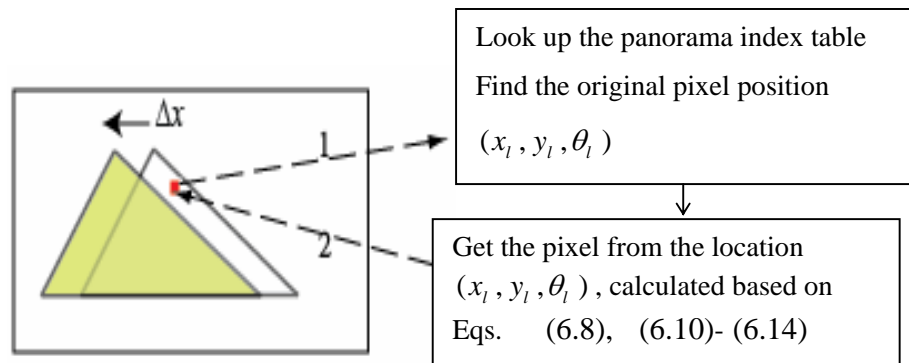 Δx
1
2
Look up the panorama index table
Find the original pixel position
(x_l, y_l, θ_l)
Get the pixel from the location
(x_l, y_l, θ_l), calculated based on
Eqs. (6.8), (6.10)- (6.14)